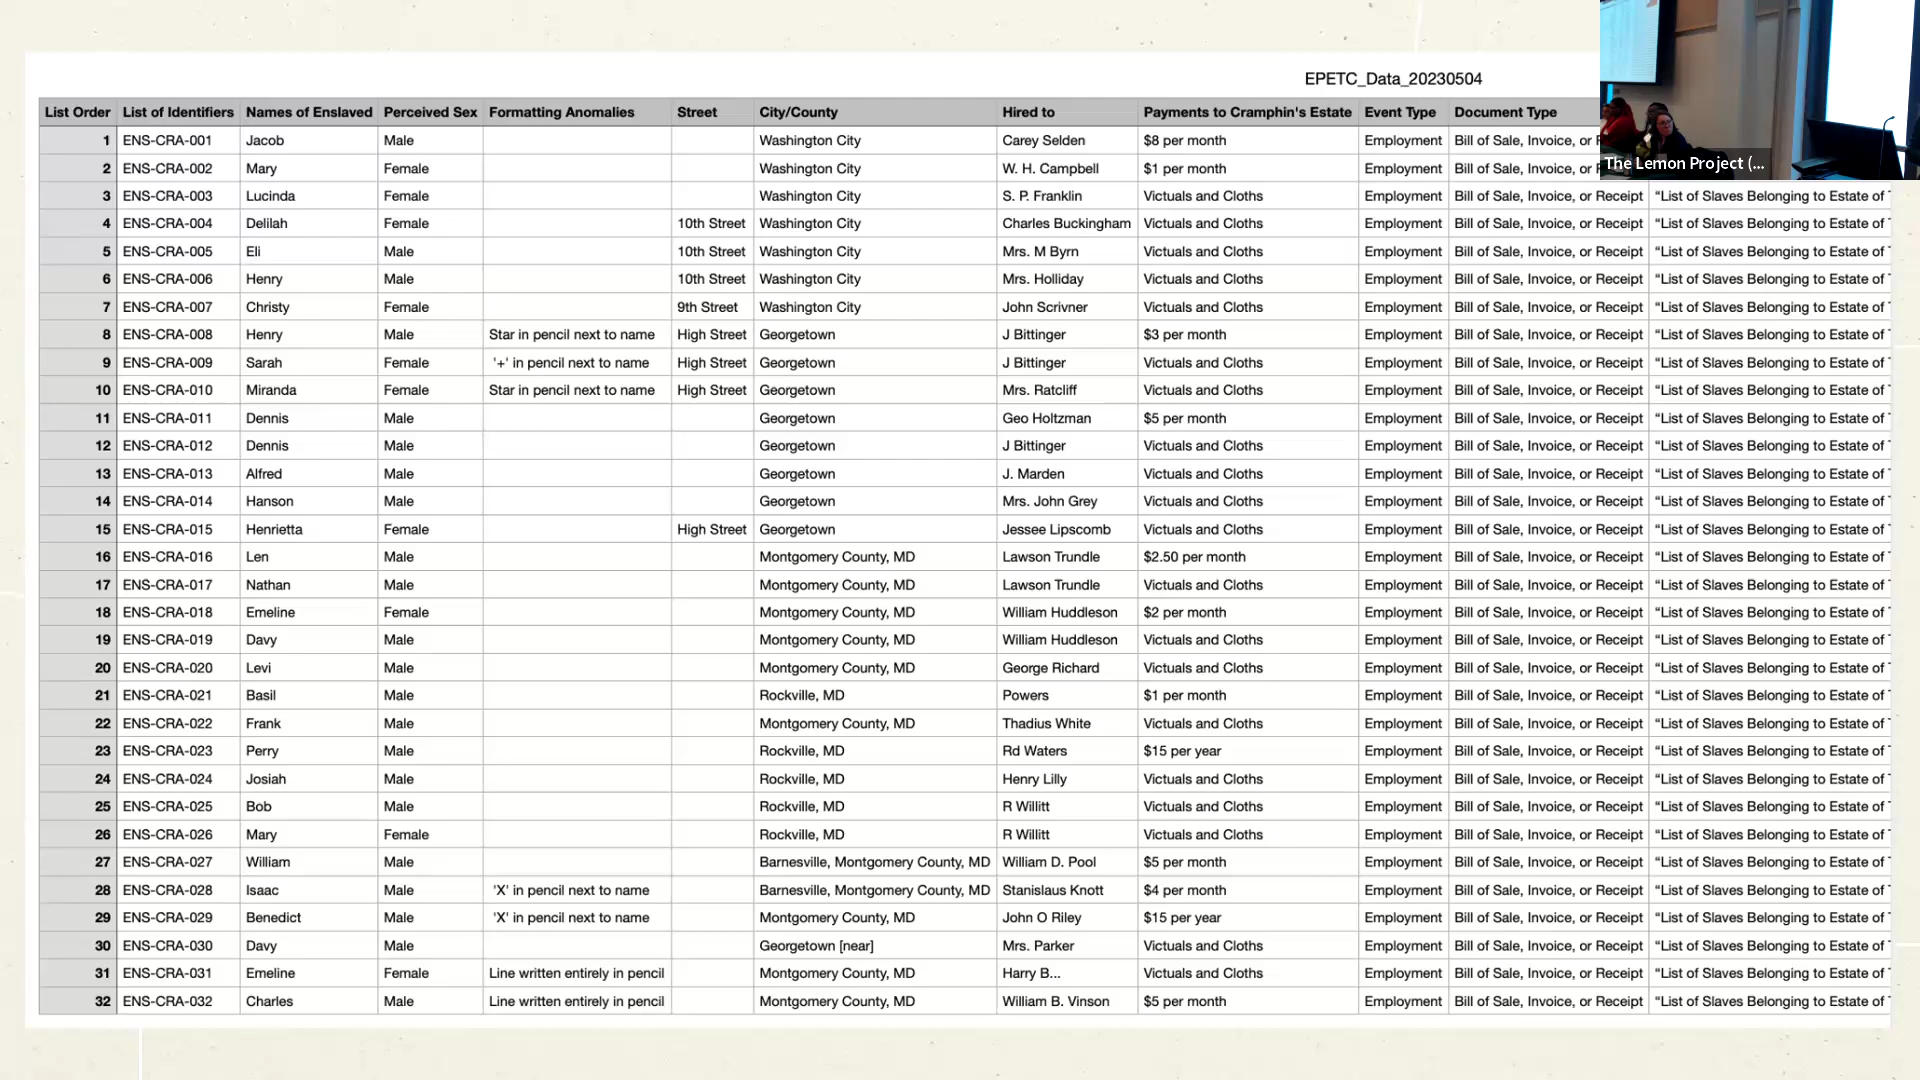 EPETC_Data_20230504
List Order List of Identifiers Names of Enslaved Perceived Sex Formatting Anomalies Street City/County Hired to Payments to Cramphin's Estate Event Type Document Type
1 ENS-CRA-001 Jacob Male Washington City Carey Selden $8 per month Employment Bill of Sale, Invoice, or
2 ENS-CRA-002 Mary Female Washington City W. H. Campbell $1 per month Employment Bill of Sale, Invoice, or
The Lemon Project (...
3 ENS-CRA-003 Lucinda Female Washington City S. P. Franklin Victuals and Cloths Employment Bill of Sale, Invoice, or Receipt “List of Slaves Belonging to Estate of
4 ENS-CRA-004 Delilah Female 10th Street Washington City Charles Buckingham Victuals and Cloths Employment Bill of Sale, Invoice, or Receipt “List of Slaves Belonging to Estate of
5 ENS-CRA-005 Eli Male 10th Street Washington City Mrs. M Byrn Victuals and Cloths Employment Bill of Sale, Invoice, or Receipt “List of Slaves Belonging to Estate of
6 ENS-CRA-006 Henry Male 10th Street Washington City Mrs. Holliday Victuals and Cloths Employment Bill of Sale, Invoice, or Receipt “List of Slaves Belonging to Estate of
7 ENS-CRA-007 Christy Female 9th Street Washington City John Scrivner Victuals and Cloths Employment Bill of Sale, Invoice, or Receipt “List of Slaves Belonging to Estate of
8 ENS-CRA-008 Henry Male Star in pencil next to name High Street Georgetown J Bittinger $3 per month Employment Bill of Sale, Invoice, or Receipt “List of Slaves Belonging to Estate of
9 ENS-CRA-009 Sarah Female '+' in pencil next to name High Street Georgetown J Bittinger Victuals and Cloths Employment Bill of Sale, Invoice, or Receipt “List of Slaves Belonging to Estate of
10 ENS-CRA-010 Miranda Female Star in pencil next to name High Street Georgetown Mrs. Ratcliff Victuals and Cloths Employment Bill of Sale, Invoice, or Receipt “List of Slaves Belonging to Estate of
11 ENS-CRA-011 Dennis Male Georgetown Geo Holtzman $5 per month Employment Bill of Sale, Invoice, or Receipt “List of Slaves Belonging to Estate of
12 ENS-CRA-012 Dennis Male Georgetown J Bittinger Victuals and Cloths Employment Bill of Sale, Invoice, or Receipt “List of Slaves Belonging to Estate of
13 ENS-CRA-013 Alfred Male Georgetown J. Marden Victuals and Cloths Employment Bill of Sale, Invoice, or Receipt “List of Slaves Belonging to Estate of
14 ENS-CRA-014 Hanson Male Georgetown Mrs. John Grey Victuals and Cloths Employment Bill of Sale, Invoice, or Receipt “List of Slaves Belonging to Estate of
15 ENS-CRA-015 Henrietta Female High Street Georgetown Jessee Lipscomb Victuals and Cloths Employment Bill of Sale, Invoice, or Receipt “List of Slaves Belonging to Estate of
16 ENS-CRA-016 Len Male Montgomery County, MD Lawson Trundle $2.50 per month Employment Bill of Sale, Invoice, or Receipt “List of Slaves Belonging to Estate of
17 ENS-CRA-017 Nathan Male Montgomery County, MD Lawson Trundle Victuals and Cloths Employment Bill of Sale, Invoice, or Receipt “List of Slaves Belonging to Estate of
18 ENS-CRA-018 Emeline Female Montgomery County, MD William Huddleson $2 per month Employment Bill of Sale, Invoice, or Receipt “List of Slaves Belonging to Estate of
19 ENS-CRA-019 Davy Male Montgomery County, MD William Huddleson Victuals and Cloths Employment Bill of Sale, Invoice, or Receipt “List of Slaves Belonging to Estate of
20 ENS-CRA-020 Levi Male Montgomery County, MD George Richard Victuals and Cloths Employment Bill of Sale, Invoice, or Receipt “List of Slaves Belonging to Estate of
21 ENS-CRA-021 Basil Male Rockville, MD Powers $1 per month Employment Bill of Sale, Invoice, or Receipt “List of Slaves Belonging to Estate of
22 ENS-CRA-022 Frank Male Montgomery County, MD Thadius White Victuals and Cloths Employment Bill of Sale, Invoice, or Receipt “List of Slaves Belonging to Estate of
23 ENS-CRA-023 Perry Male Rockville, MD Rd Waters $15 per year Employment Bill of Sale, Invoice, or Receipt “List of Slaves Belonging to Estate of
24 ENS-CRA-024 Josiah Male Rockville, MD Henry Lilly Victuals and Cloths Employment Bill of Sale, Invoice, or Receipt “List of Slaves Belonging to Estate of
25 ENS-CRA-025 Bob Male Rockville, MD R Willitt Victuals and Cloths Employment Bill of Sale, Invoice, or Receipt “List of Slaves Belonging to Estate of
26 ENS-CRA-026 Mary Female Rockville, MD R Willitt Victuals and Cloths Employment Bill of Sale, Invoice, or Receipt “List of Slaves Belonging to Estate of
27 ENS-CRA-027 William Male Barnesville, Montgomery County, MD William D. Pool $5 per month Employment Bill of Sale, Invoice, or Receipt “List of Slaves Belonging to Estate of
28 ENS-CRA-028 Isaac Male 'X' in pencil next to name Barnesville, Montgomery County, MD Stanislaus Knott $4 per month Employment Bill of Sale, Invoice, or Receipt “List of Slaves Belonging to Estate of
29 ENS-CRA-029 Benedict Male 'X' in pencil next to name Montgomery County, MD John O Riley $15 per year Employment Bill of Sale, Invoice, or Receipt “List of Slaves Belonging to Estate of
30 ENS-CRA-030 Davy Male Georgetown [near] Mrs. Parker Victuals and Cloths Employment Bill of Sale, Invoice, or Receipt “List of Slaves Belonging to Estate of
31 ENS-CRA-031 Emeline Female Line written entirely in pencil Montgomery County, MD Harry B... Victuals and Cloths Employment Bill of Sale, Invoice, or Receipt “List of Slaves Belonging to Estate of
32 ENS-CRA-032 Charles Male Line written entirely in pencil Montgomery County, MD William B. Vinson $5 per month Employment Bill of Sale, Invoice, or Receipt “List of Slaves Belonging to Estate of